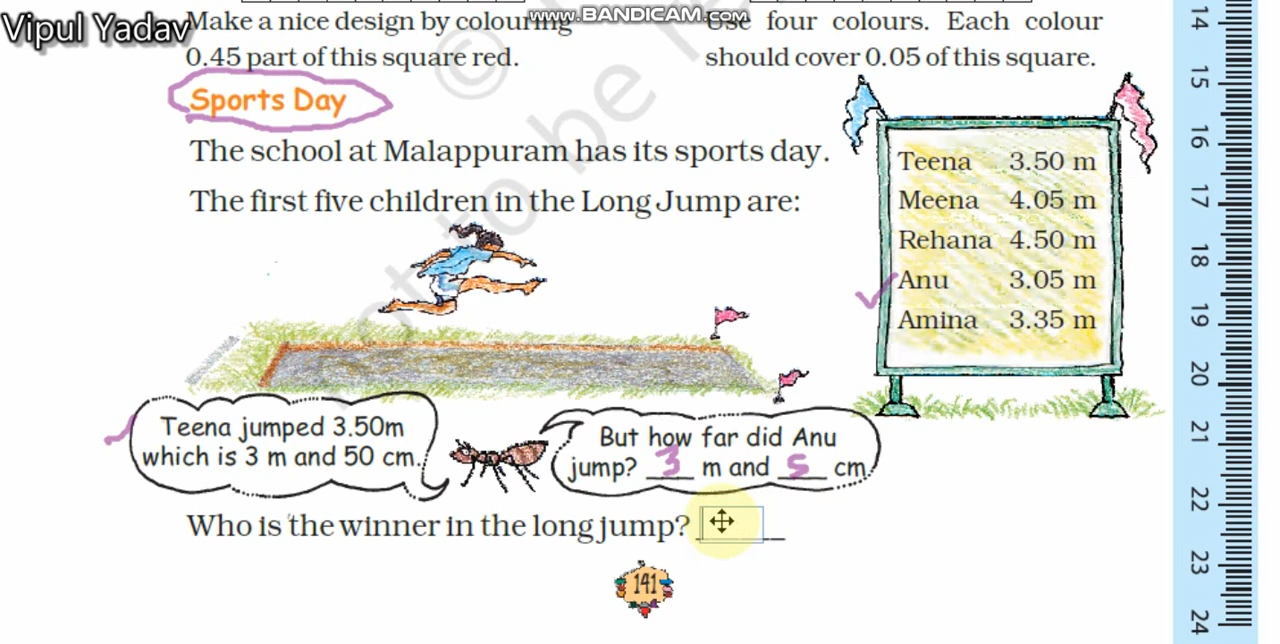 www.BANDICAM.com
Vipul Yadav
Make a nice design by colouring
0.45 part of this square red.
Use four colours. Each colour
should cover 0.05 of this square.
Sports Day
The school at Malappuram has its sports day.
The first five children in the Long Jump are:
Teena 3.50 m
Meena 4.05 m
Rehana 4.50 m
Anu 3.05 m
Amina 3.35 m
Teena jumped 3.50m
which is 3 m and 50 cm.
But how far did Anu
jump? 3 m and 5 cm
Who is the winner in the long jump?
141
14
15
16
17
18
19
20
21
22
23
24
©
not to be